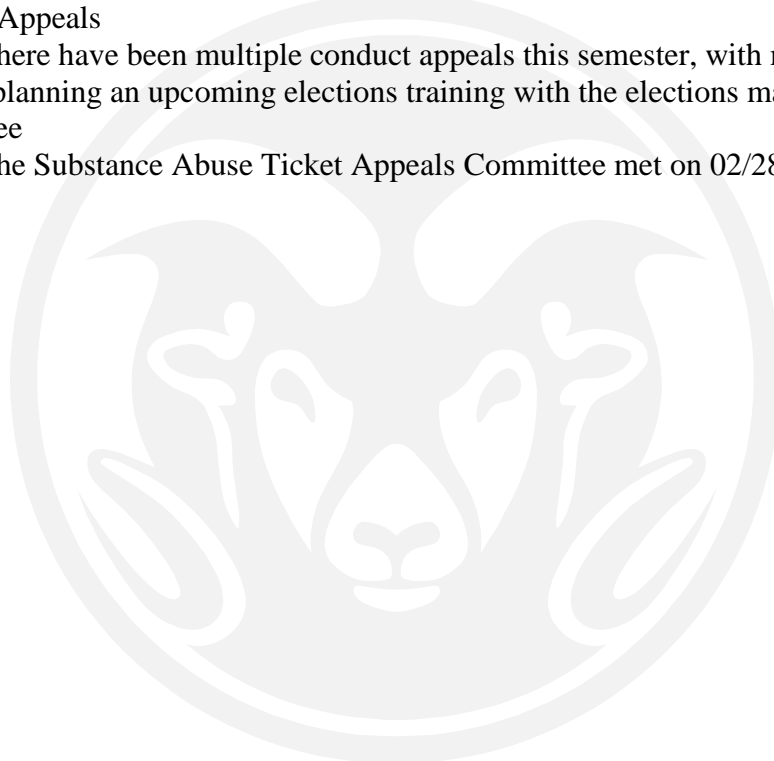 Appeals
here have been multiple conduct appeals this semester, with
planning an upcoming elections training with the elections ma
ee
he Substance Abuse Ticket Appeals Committee met on 02/28